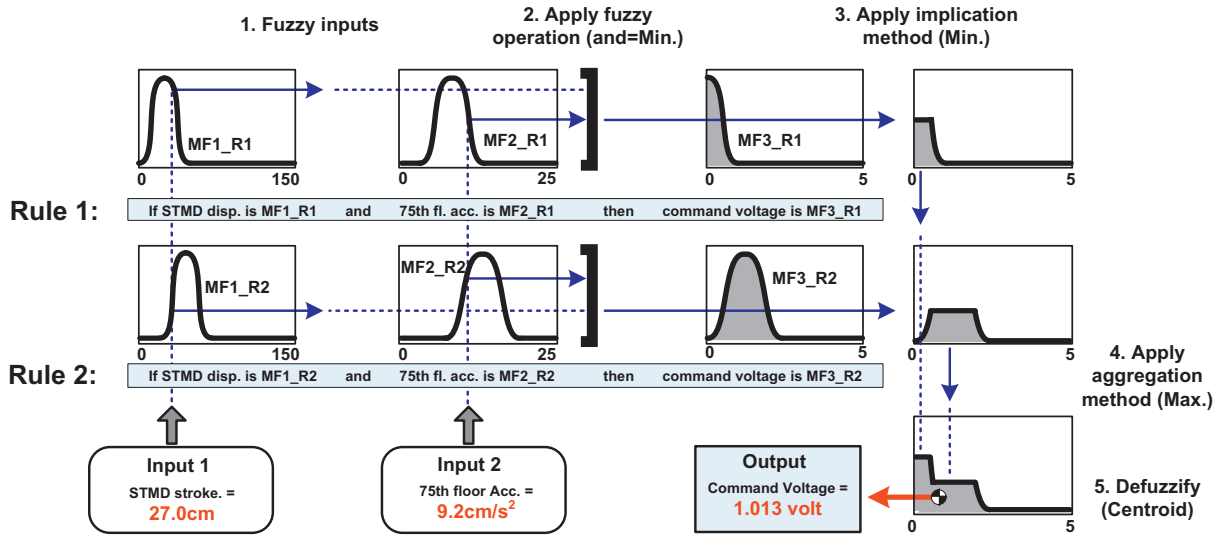 1. Fuzzy inputs
2. Apply fuzzy
operation (and=Min.)
3. Apply implication
method (Min.)
MF1_R1
0
150
MF2_R1
0
25
MF3_R1
0
5
0
5
Rule 1:
If STMD disp. is MF1_R1 and 75th fl. acc. is MF2_R1 then command voltage is MF3_R1
MF1_R2
0
150
MF2_R2
0
25
MF3_R2
0
5
0
5
Rule 2:
If STMD disp. is MF1_R2 and 75th fl. acc. is MF2_R2 then command voltage is MF3_R2
4. Apply
aggregation
method (Max.)
Input 1
STMD stroke. =
27.0cm
Input 2
75th floor Acc. =
9.2cm/s²
Output
Command Voltage =
1.013 volt
0
5
5. Defuzzify
(Centroid)